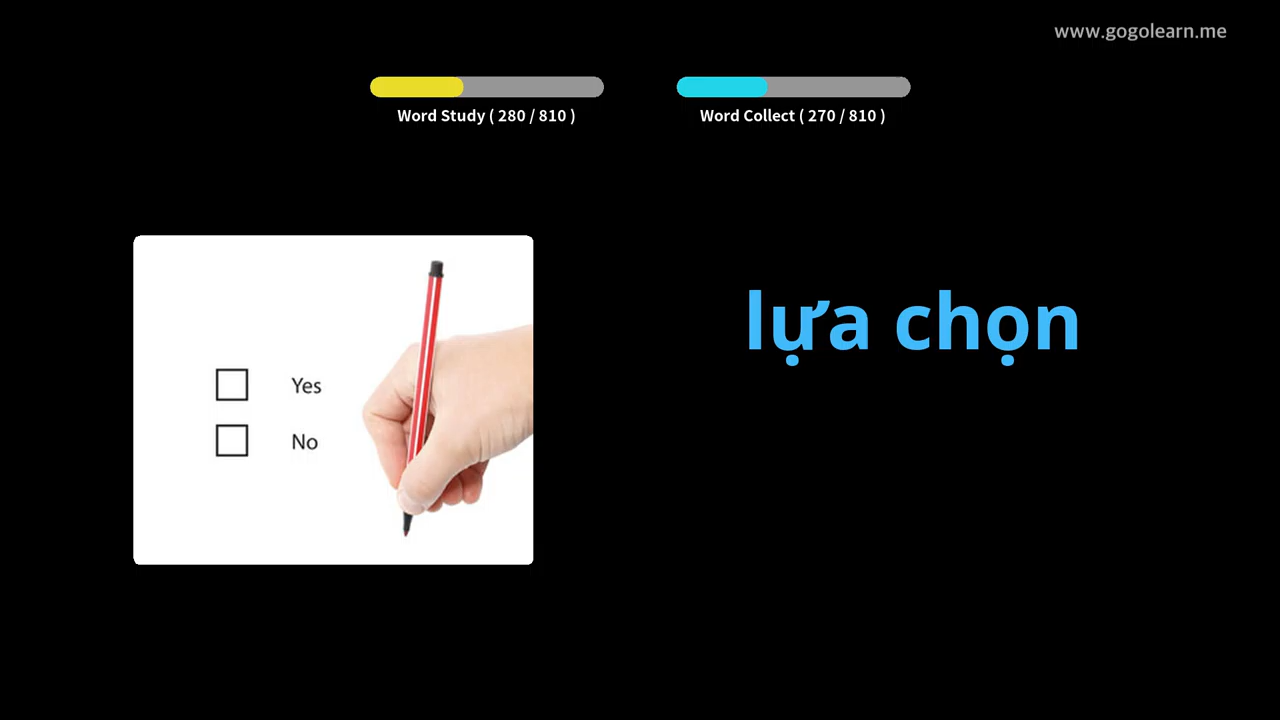 www.gogolearn.me
Word Study ( 280 / 810 )
Word Collect ( 270 / 810 )
lựa chọn
Yes
No